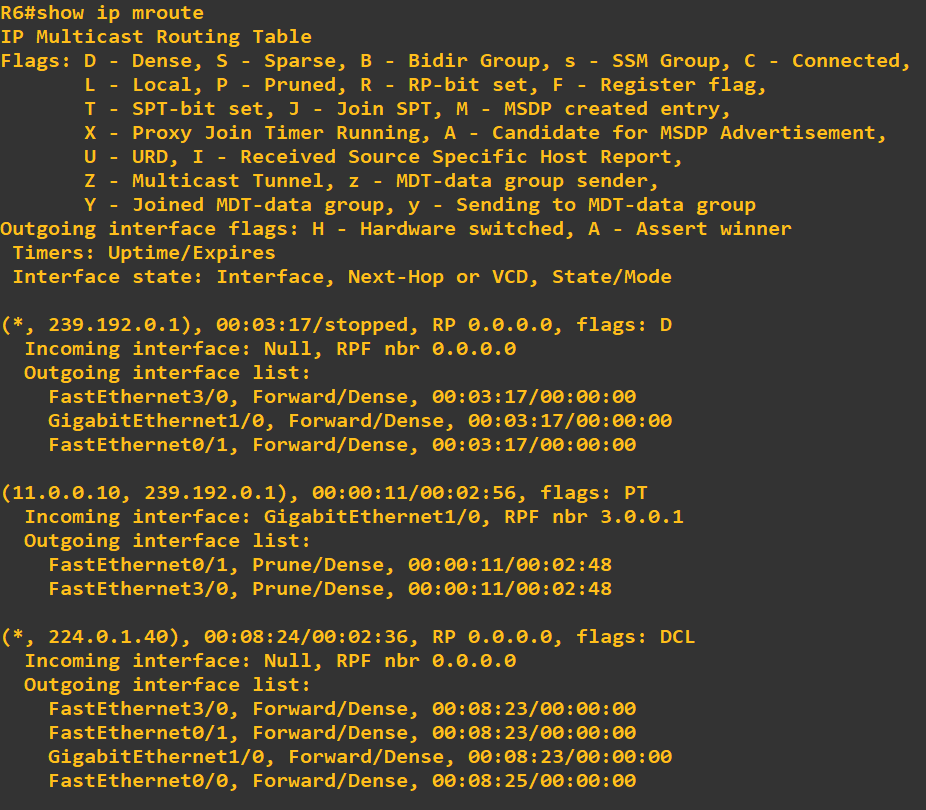 R6#show ip mroute
IP Multicast Routing Table
Flags: D - Dense, S - Sparse, B - Bidir Group, s - SSM Group, C - Connected,
       L - Local, P - Pruned, R - RP-bit set, F - Register flag,
       T - SPT-bit set, J - Join SPT, M - MSDP created entry,
       X - Proxy Join Timer Running, A - Candidate for MSDP Advertisement,
       U - URD, I - Received Source Specific Host Report,
       Z - Multicast Tunnel, z - MDT-data group sender,
       Y - Joined MDT-data group, y - Sending to MDT-data group
Outgoing interface flags: H - Hardware switched, A - Assert winner
 Timers: Uptime/Expires
 Interface state: Interface, Next-Hop or VCD, State/Mode

(*, 239.192.0.1), 00:03:17/stopped, RP 0.0.0.0, flags: D
  Incoming interface: Null, RPF nbr 0.0.0.0
  Outgoing interface list:
    FastEthernet3/0, Forward/Dense, 00:03:17/00:00:00
    GigabitEthernet1/0, Forward/Dense, 00:03:17/00:00:00
    FastEthernet0/1, Forward/Dense, 00:03:17/00:00:00

(11.0.0.10, 239.192.0.1), 00:00:11/00:02:56, flags: PT
  Incoming interface: GigabitEthernet1/0, RPF nbr 3.0.0.1
  Outgoing interface list:
    FastEthernet0/1, Prune/Dense, 00:00:11/00:02:48
    FastEthernet3/0, Prune/Dense, 00:00:11/00:02:48

(*, 224.0.1.40), 00:08:24/00:02:36, RP 0.0.0.0, flags: DCL
  Incoming interface: Null, RPF nbr 0.0.0.0
  Outgoing interface list:
    FastEthernet3/0, Forward/Dense, 00:08:23/00:00:00
    FastEthernet0/1, Forward/Dense, 00:08:23/00:00:00
    GigabitEthernet1/0, Forward/Dense, 00:08:23/00:00:00
    FastEthernet0/0, Forward/Dense, 00:08:25/00:00:00